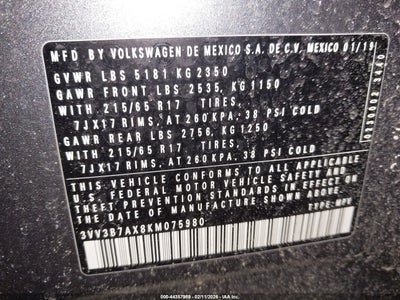 MFD BY VOLKSWAGEN DE MEXICO S.A. DE C.V. MEXICO 01/19
GVWR LBS 5181 KG 2350
GAWR FRONT LBS 2535, KG 1150
WITH 215/65 R17 TIRES,
7JX17 RIMS, AT 260 KPA, 38 PSI COLD
GAWR REAR LBS 2756, KG 1250
WITH 215/65 R17 TIRES,
7JX17 RIMS, AT 260 KPA, 38 PSI COLD
THIS VEHICLE CONFORMS TO ALL APPLICABLE
U.S. FEDERAL MOTOR VEHICLE SAFETY AND
THEFT PREVENTION STANDARDS IN EFFECT ON
THE DATE OF MANUFACTURE SHOWN ABOVE.
3VV3B7AX8KM075980 TYPE: MPV
000-44357969 - 02/11/2026 - IAA Inc.